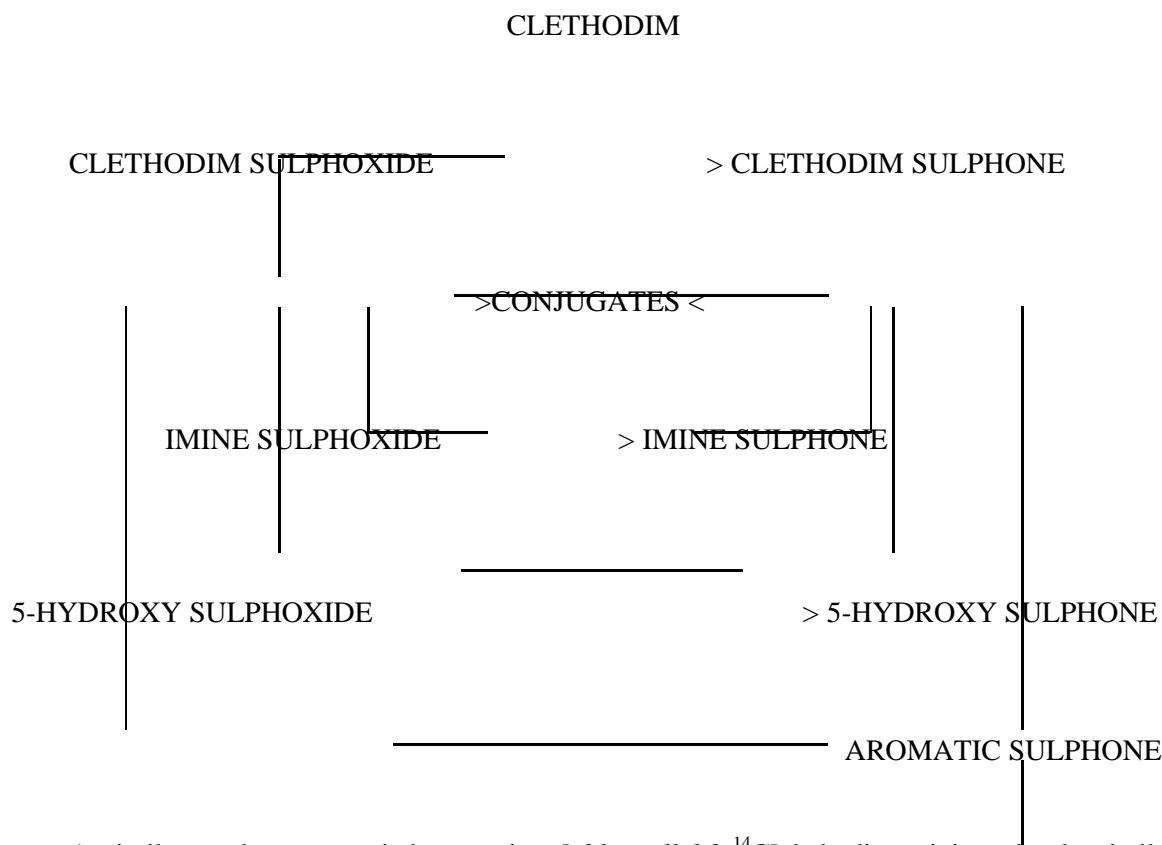 CLETHODIM
CLETHODIM SULPHOXIDE > CLETHODIM SULPHONE
>CONJUGATES <
IMINE SULPHOXIDE > IMINE SULPHONE
5-HYDROXY SULPHOXIDE > 5-HYDROXY SULPHONE
AROMATIC SULPHONE